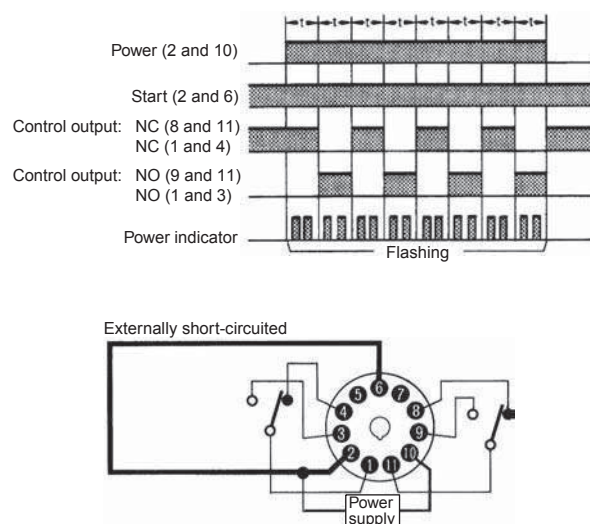 t t t t t t t t
Power (2 and 10)
Start (2 and 6)
Control output: NC (8 and 11)
NC (1 and 4)
Control output: NO (9 and 11)
NO (1 and 3)
Power indicator
Flashing
Externally short-circuited
6
5 7
4 8
3 9
2 10
1 11
Power
supply